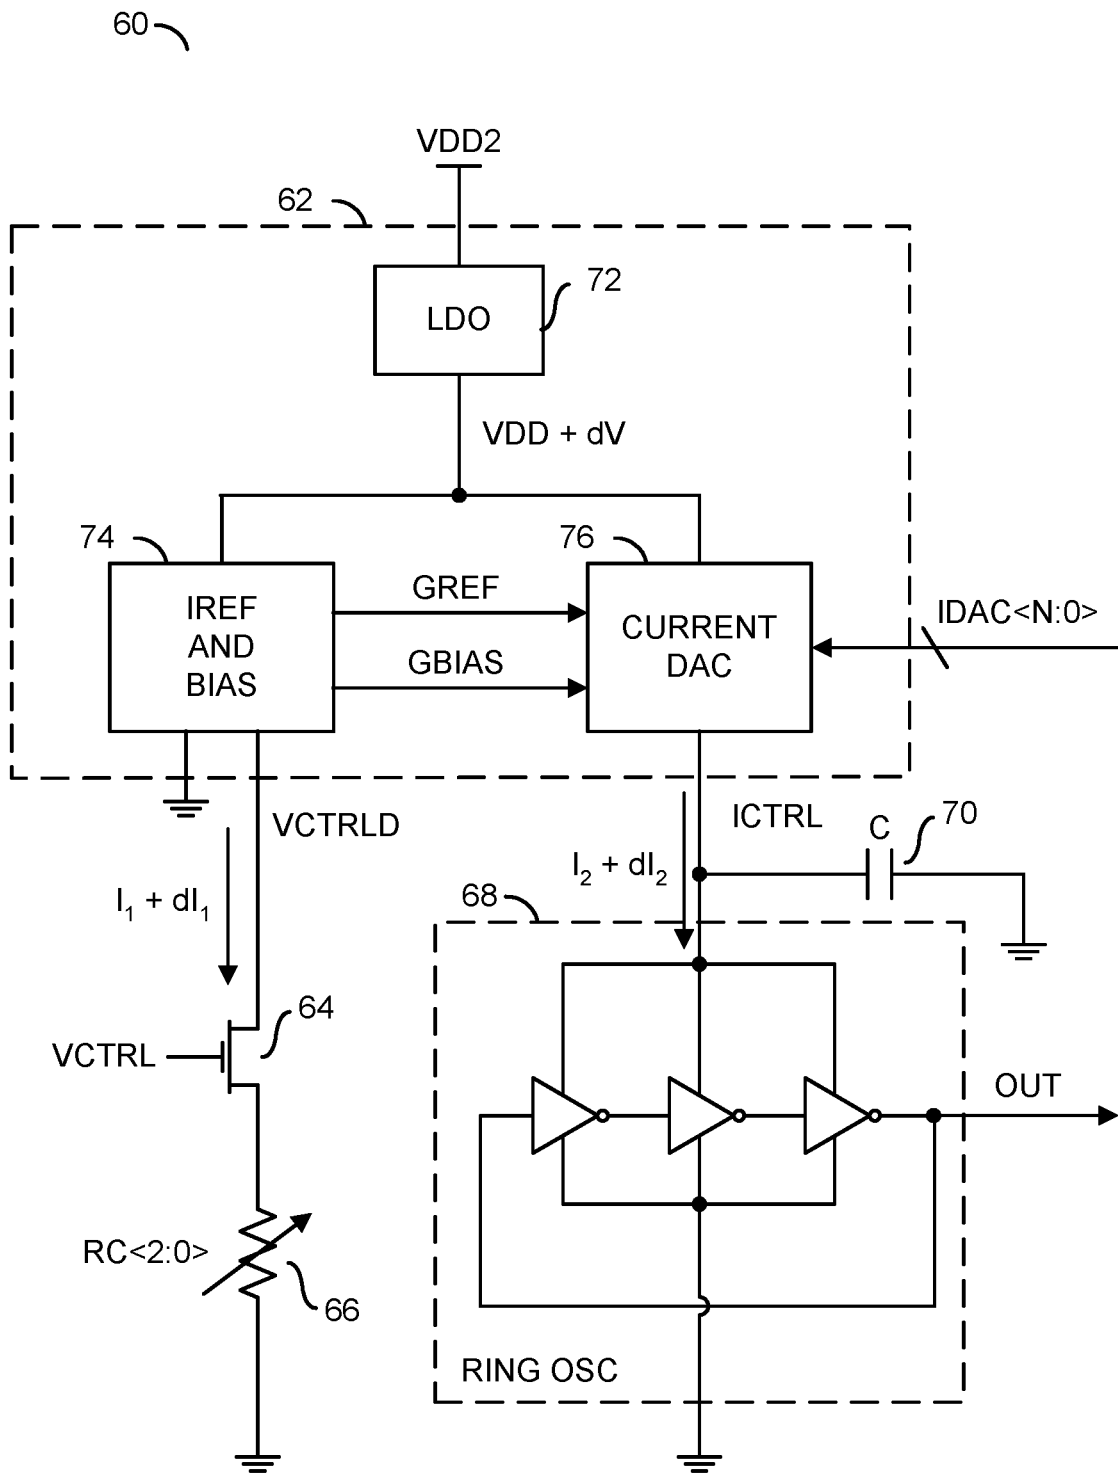 60
VDD2
62
LDO
72
VDD + dV
74
76
IREF
AND
BIAS
GREF
GBIAS
CURRENT
DAC
IDAC<N:0>
VCTRLD
ICTRL
C
70
I1 + dI1
I2 + dI2
68
64
VCTRL
OUT
RC<2:0>
66
RING OSC